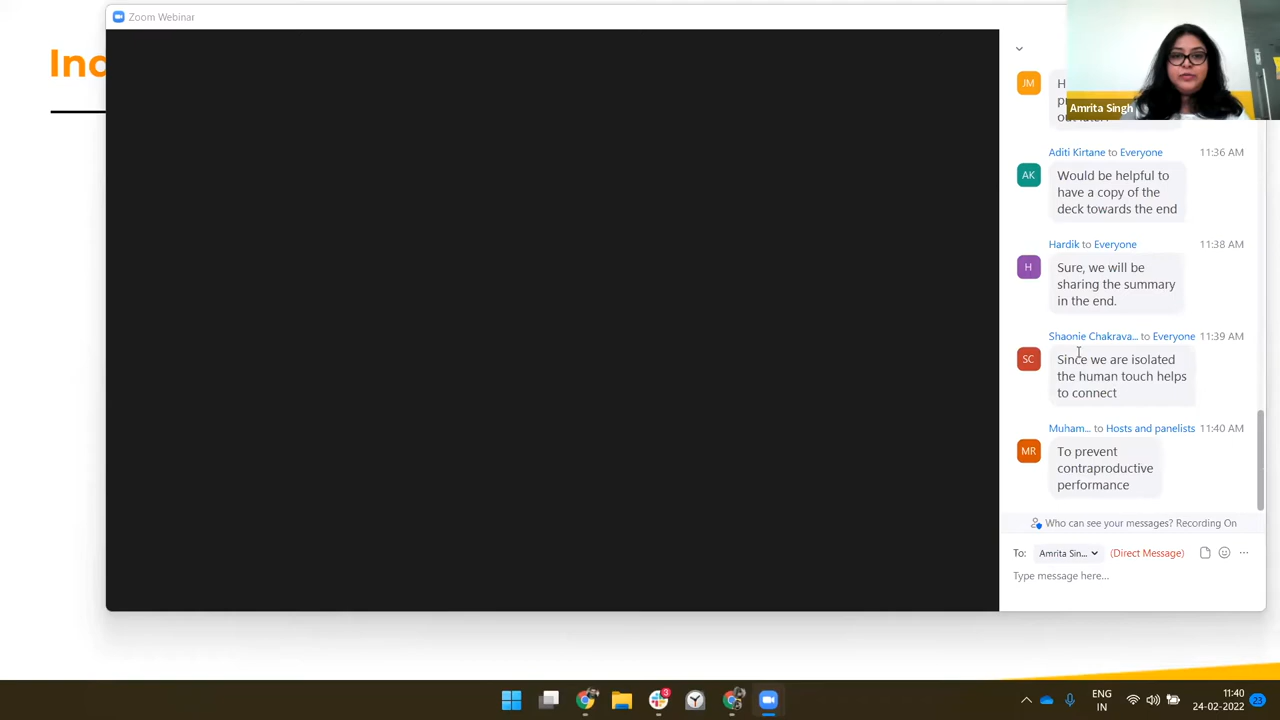 Zoom Webinar
Inc
JM
H
Amrita Singh
Aditi Kirtane to Everyone 11:36 AM
AK
Would be helpful to
have a copy of the
deck towards the end
Hardik to Everyone 11:38 AM
H
Sure, we will be
sharing the summary
in the end.
Shaonie Chakrava... to Everyone 11:39 AM
SC
Since we are isolated
the human touch helps
to connect
Muham... to Hosts and panelists 11:40 AM
MR
To prevent
contraproductive
performance
Who can see your messages? Recording On
To: Amrita Sin... (Direct Message)
Type message here...
3
ENG
IN
11:40
24-02-2022
23